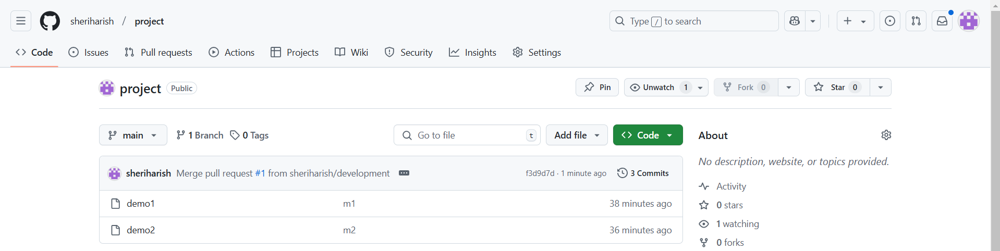 sheriharish / project
Type / to search
Code Issues Pull requests Actions Projects Wiki Security Insights Settings
project Public
Pin Unwatch 1 Fork 0 Star 0
main 1 Branch 0 Tags Go to file t Add file Code
About
No description, website, or topics provided.
sheriharish Merge pull request #1 from sheriharish/development f3d9d7d · 1 minute ago 3 Commits
Activity
demo1 m1 38 minutes ago
0 stars
1 watching
demo2 m2 36 minutes ago
0 forks